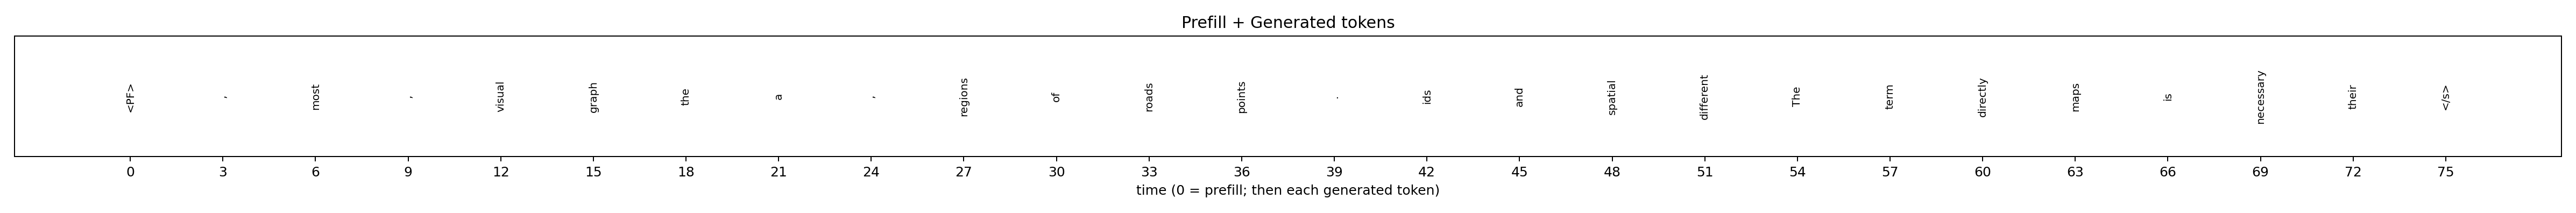 Prefill + Generated tokens
<PF> , most , visual graph the a , regions of roads points . ids and spatial different The term directly maps is necessary their </s>
0 3 6 9 12 15 18 21 24 27 30 33 36 39 42 45 48 51 54 57 60 63 66 69 72 75
time (0 = prefill; then each generated token)